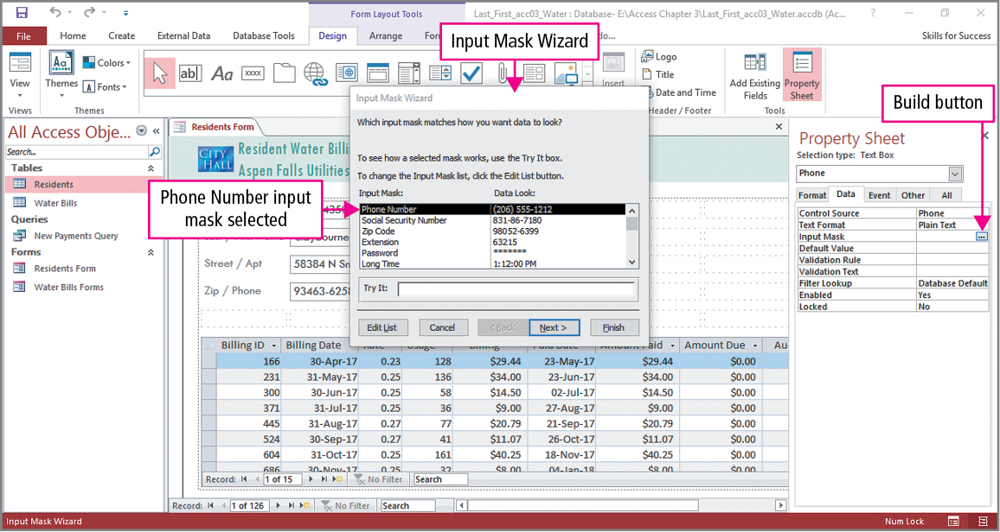 Form Layout Tools
Last_First_acc03_Water : Database- E:\Access Chapter 3\Last_First_acc03_Water.accdb (Ac...
?
File
Home
Create
External Data
Database Tools
Design
Arrange
Skills for Success
Input Mask Wizard
View
Views
Themes
Colors
Fonts
Themes
ab|
Aa
xxxx
Insert
Logo
Title
Date and Time
Header / Footer
Add Existing
Fields
Property
Sheet
Tools
Build button
All Access Obje...
Search...
Tables
Residents
Water Bills
Queries
New Payments Query
Forms
Residents Form
Water Bills Forms
Residents Form
CITY
HALL
Resident Water Billi
Aspen Falls Utilities
Phone Number input
mask selected
Street / Apt
58384 N Sm
Zip / Phone
93463-6258
Input Mask Wizard
Which input mask matches how you want data to look?
To see how a selected mask works, use the Try It box.
To change the Input Mask list, click the Edit List button.
Input Mask: Data Look:
Phone Number (206) 555-1212
Social Security Number 831-86-7180
Zip Code 98052-6399
Extension 63215
Password *******
Long Time 1:12:00 PM
Try It:
Edit List
Cancel
< Back
Next >
Finish
Billing ID Billing Date Rate Usage Billing Paid Date Amount Paid Amount Due Au
166 30-Apr-17 0.23 128 $29.44 23-May-17 $29.44 $0.00
231 31-May-17 0.25 136 $34.00 23-Jun-17 $34.00 $0.00
300 30-Jun-17 0.25 58 $14.50 02-Jul-17 $14.50 $0.00
371 31-Jul-17 0.25 36 $9.00 27-Aug-17 $9.00 $0.00
445 31-Aug-17 0.27 77 $20.79 21-Sep-17 $20.79 $0.00
524 30-Sep-17 0.27 41 $11.07 26-Oct-17 $11.07 $0.00
604 31-Oct-17 0.25 161 $40.25 18-Nov-17 $40.25 $0.00
686 30-Nov-17 0.25 32 $8.00 04-Jan-18 $8.00 $0.00
Record: 1 of 15 No Filter Search
Record: 1 of 126 No Filter Search
Property Sheet
Selection type: Text Box
Phone
Format Data Event Other All
Control Source Phone
Text Format Plain Text
Input Mask
Default Value
Validation Rule
Validation Text
Filter Lookup Database Default
Enabled Yes
Locked No
Input Mask Wizard
Num Lock